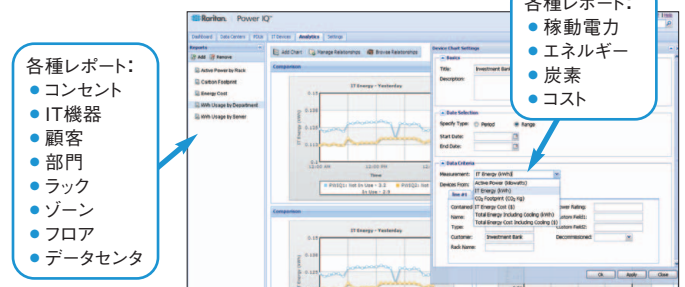 各種レポート:
● 稼動電力
● エネルギー
● 炭素
● コスト
各種レポート:
● コンセント
● IT機器
● 顧客
● 部門
● ラック
● ゾーン
● フロア
● データセンタ
Raritan. Power IQ
Dashboard Data Centers PDUs IT Devices Analytics Settings
Reports
Add Remove
Active Power by Rack
Carbon Footprint
Energy Cost
kWh Usage by Department
kWh Usage by Server
Add Chart Manage Relationships Browse Relationships
Comparison
IT Energy - Yesterday
12:00 PM
Time
Comparison
IT Energy - Yesterday
Device Chart Settings
Basics
Title: Investment Bank
Description:
Date Selection
Specify Type: Period Range
Start Date:
End Date:
Data Criteria
Measurement: IT Energy (kWh)
Devices From: Active Power (Kilowatts)
IT Energy (kWh)
CO₂ Footprint (CO₂ Kg)
IT Energy Cost ($)
Total Energy Including Cooling (kWh)
Total Energy Cost Including Cooling ($)
Contained
Power Rating:
Name:
Custom Field1:
Type:
Custom Field2:
Customer: Investment Bank
Decommissioned:
Rack Name:
Ok Apply Close